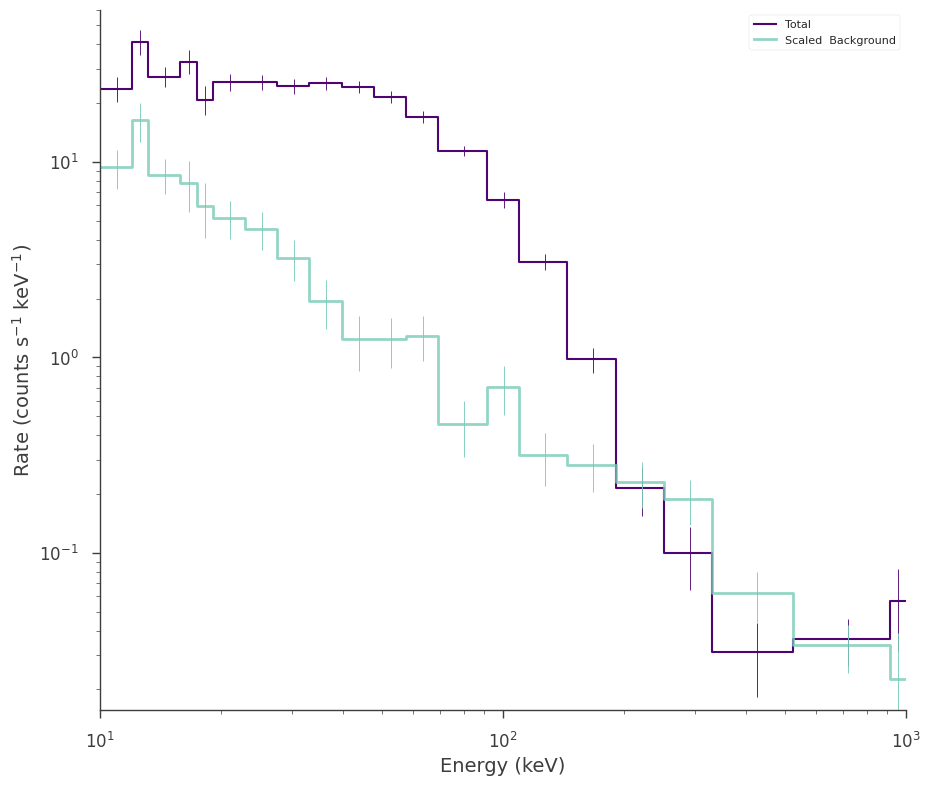 Total
Scaled  Background
Rate (counts s⁻¹ keV⁻¹)
10¹
10⁰
10⁻¹
10¹
10²
10³
Energy (keV)